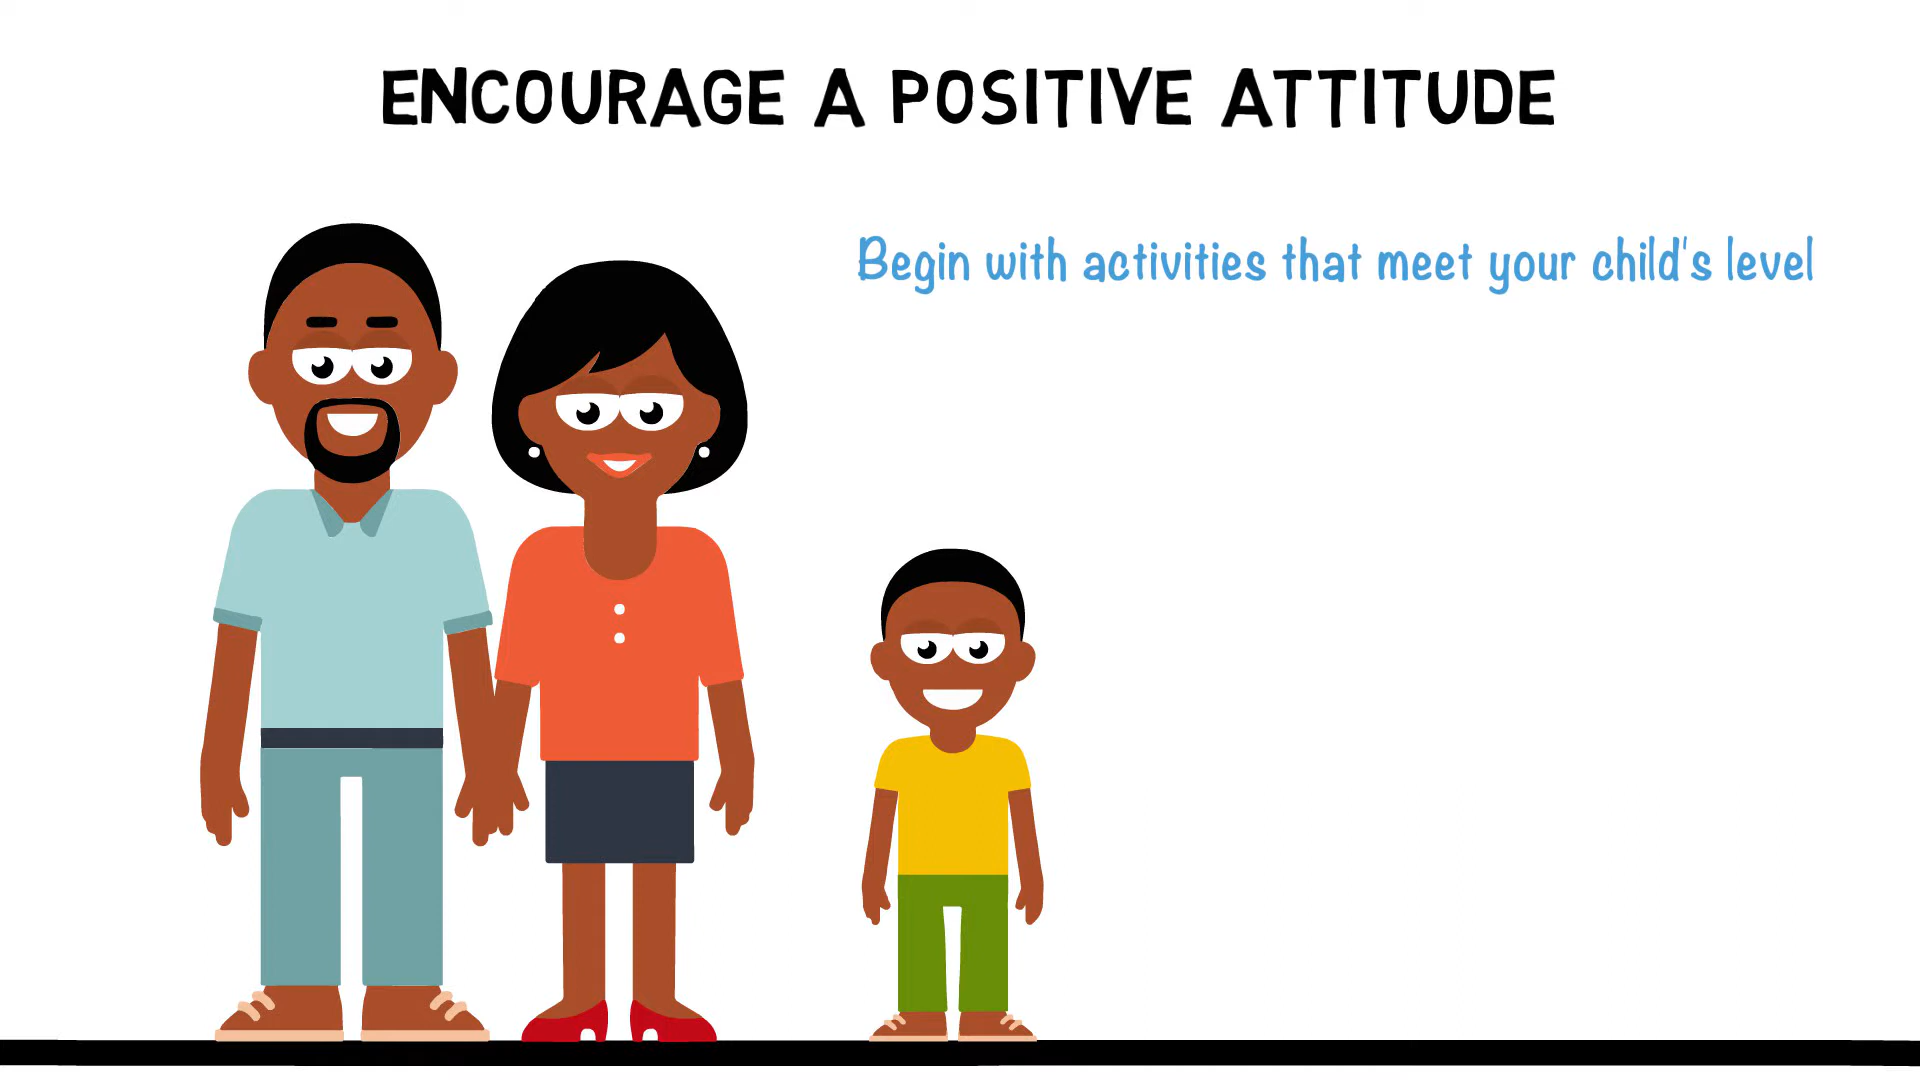 ENCOURAGE A POSITIVE ATTITUDE
Begin with activities that meet your child's level